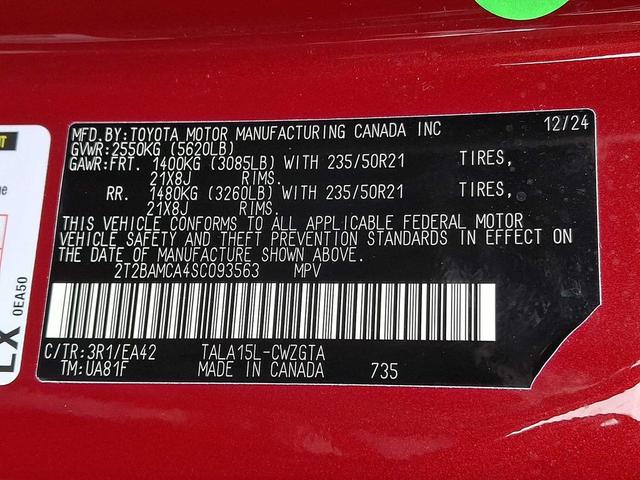 MFD.BY:TOYOTA MOTOR MANUFACTURING CANADA INC 12/24
GVWR:2550KG (5620LB)
GAWR:FRT. 1400KG (3085LB) WITH 235/50R21 TIRES,
21X8J RIMS.
RR. 1480KG (3260LB) WITH 235/50R21 TIRES,
21X8J RIMS.
THIS VEHICLE CONFORMS TO ALL APPLICABLE FEDERAL MOTOR
VEHICLE SAFETY AND THEFT PREVENTION STANDARDS IN EFFECT ON
THE DATE OF MANUFACTURE SHOWN ABOVE.
2T2BAMCA4SC093563 MPV
C/TR:3R1/EA42 TALA15L-CWZGTA
TM:UA81F MADE IN CANADA 735
0EA50